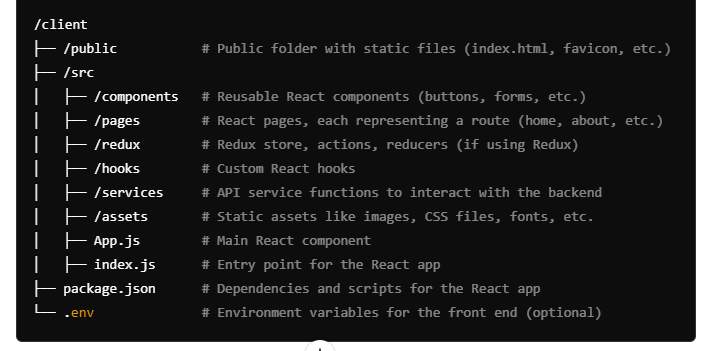 /client
├── /public # Public folder with static files (index.html, favicon, etc.)
├── /src
│ ├── /components # Reusable React components (buttons, forms, etc.)
│ ├── /pages # React pages, each representing a route (home, about, etc.)
│ ├── /redux # Redux store, actions, reducers (if using Redux)
│ ├── /hooks # Custom React hooks
│ ├── /services # API service functions to interact with the backend
│ ├── /assets # Static assets like images, CSS files, fonts, etc.
│ ├── App.js # Main React component
│ ├── index.js # Entry point for the React app
├── package.json # Dependencies and scripts for the React app
└── .env # Environment variables for the front end (optional)